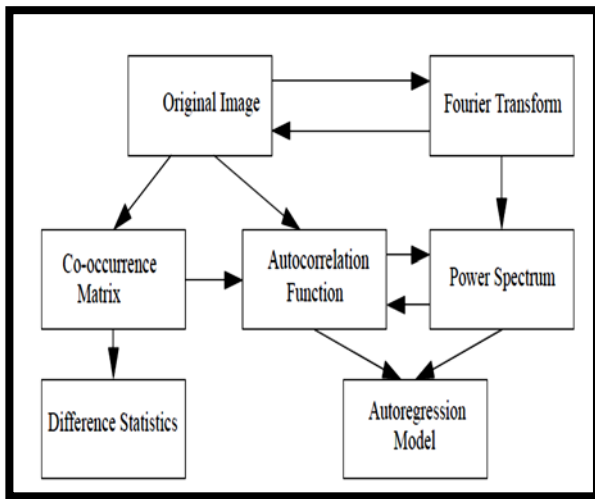 Original Image
Fourier Transform
Co-occurrence
Matrix
Autocorrelation
Function
Power Spectrum
Difference Statistics
Autoregression
Model